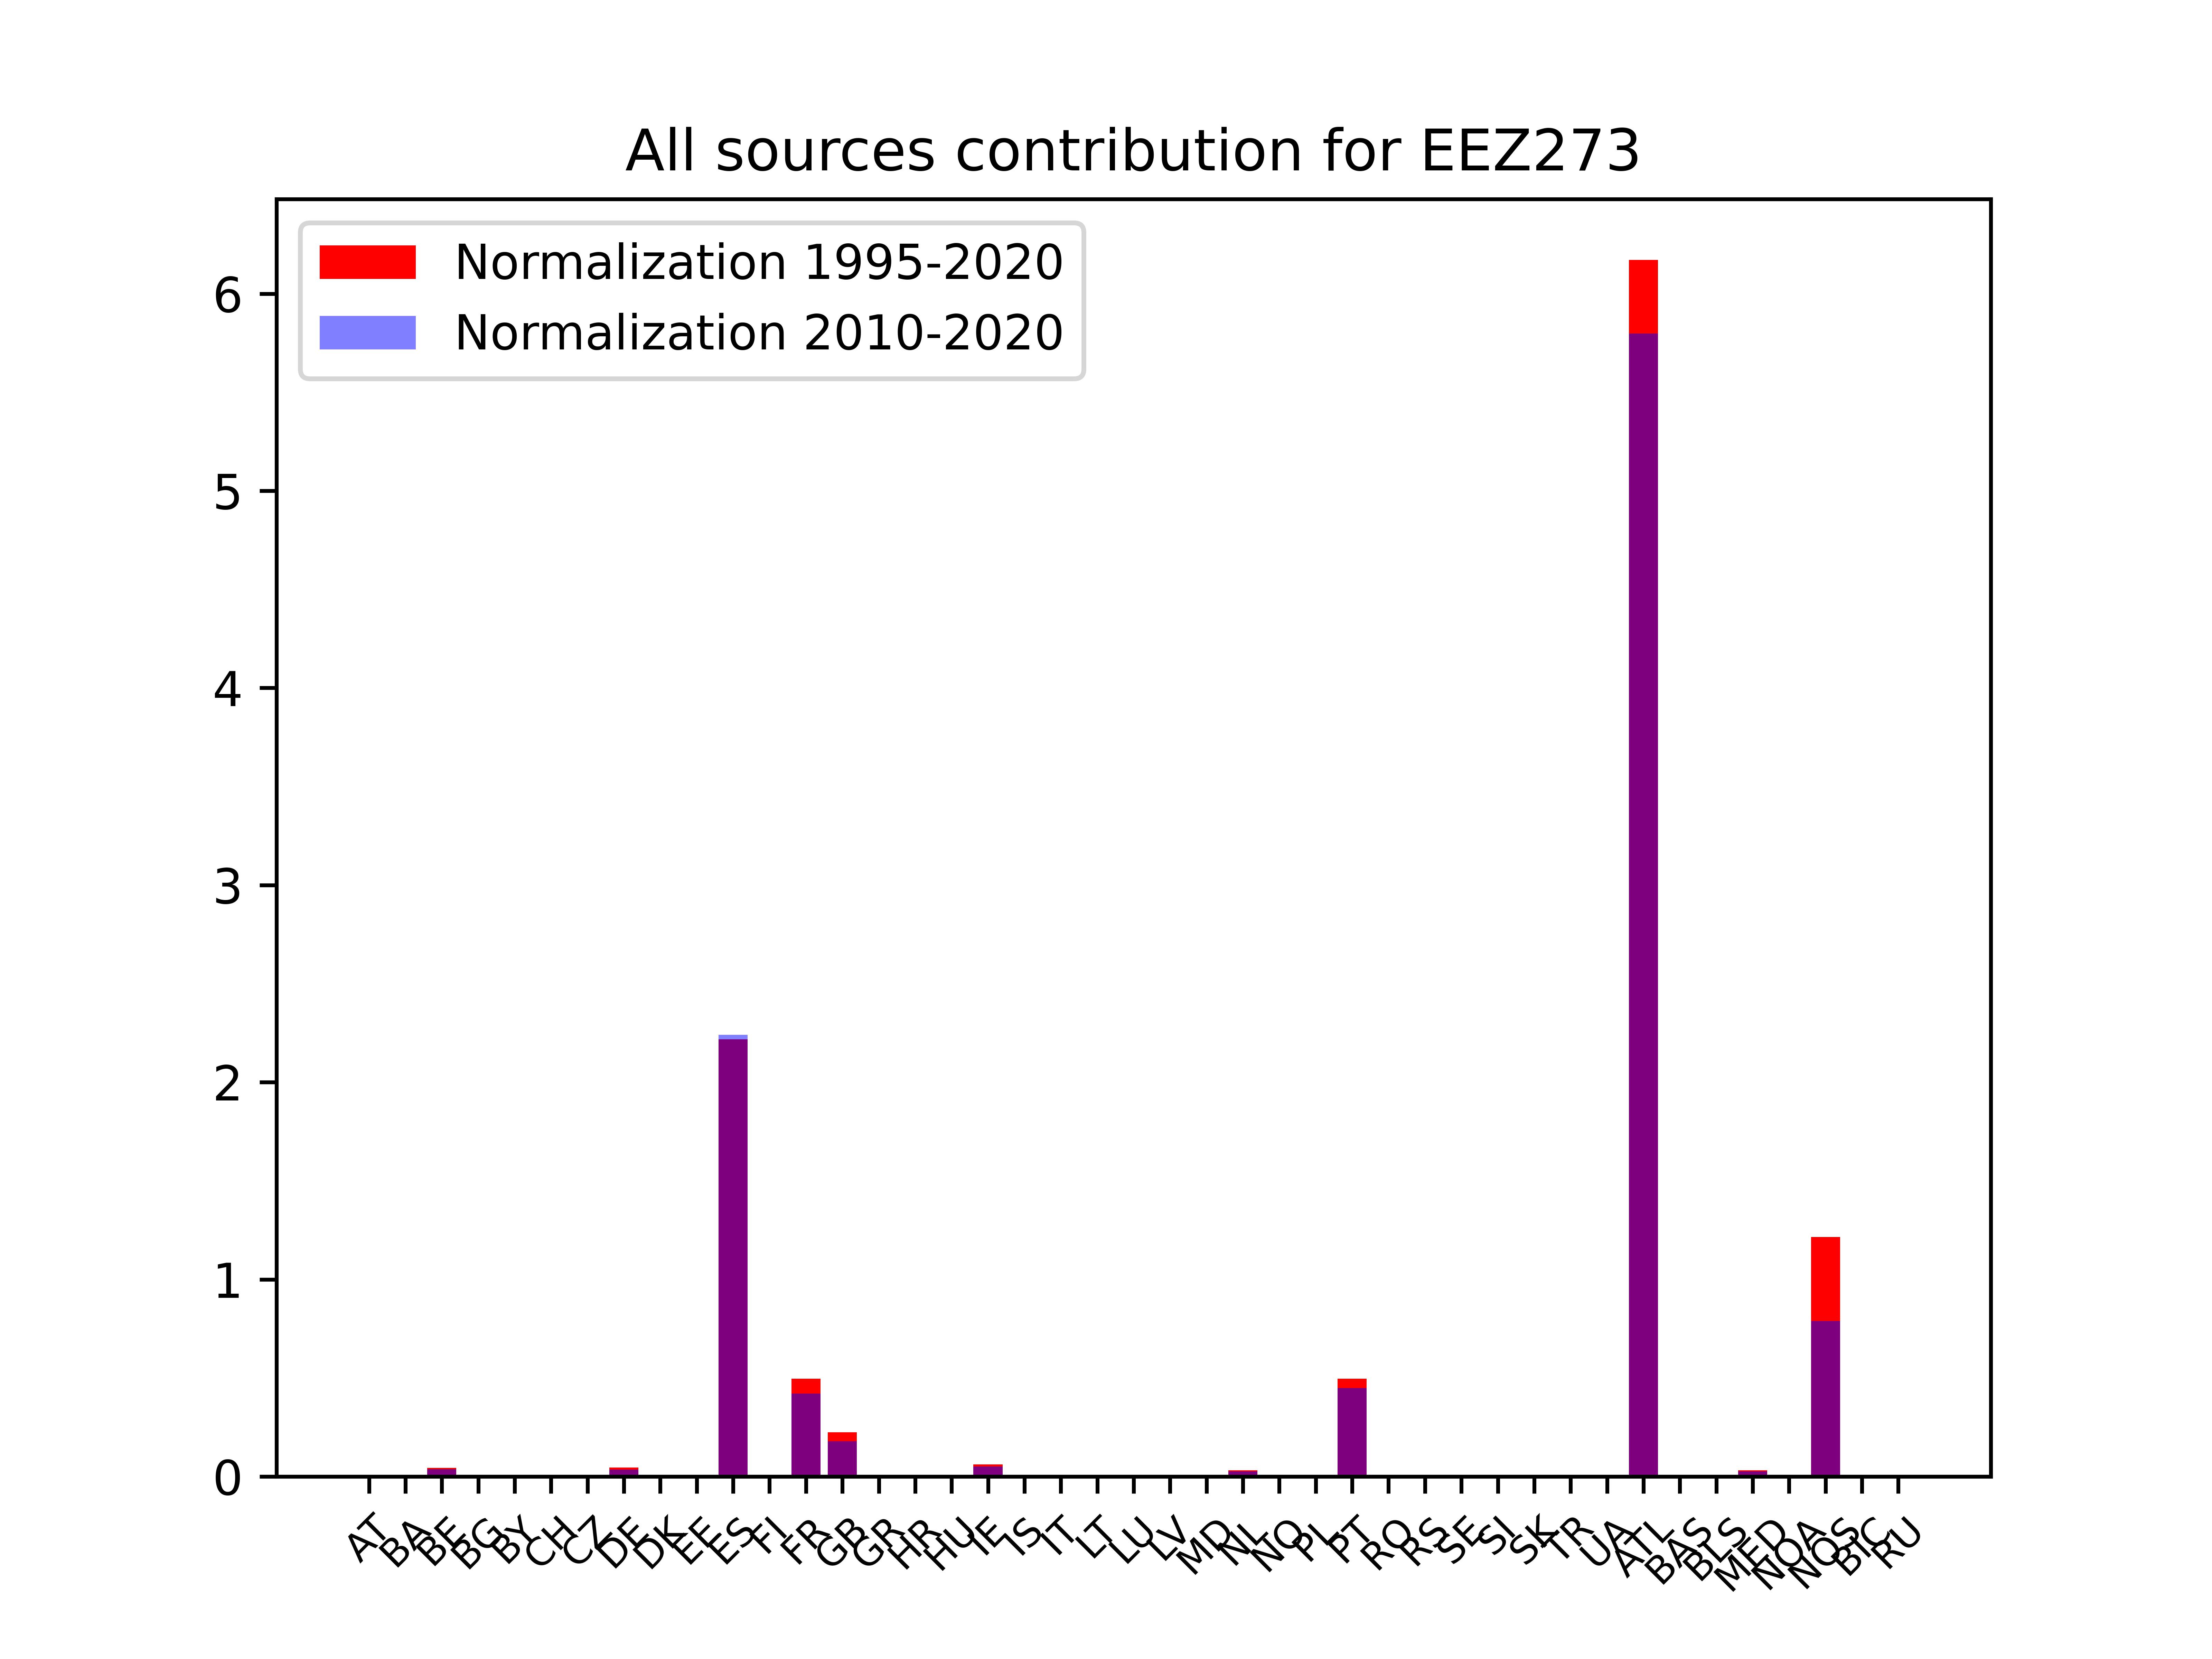 All sources contribution for EEZ273
Normalization 1995-2020
Normalization 2010-2020
6
5
4
3
2
1
0
AT
BA
BE
BG
BY
CH
CZ
DE
DK
EE
ES
FI
FR
GB
GR
HR
HU
IE
IS
IT
LT
LU
LV
MD
NL
NO
PL
PT
RO
RS
SE
SI
SK
TR
UA
ATL
BAS
BLS
MED
NOA
NOS
BIC
RU